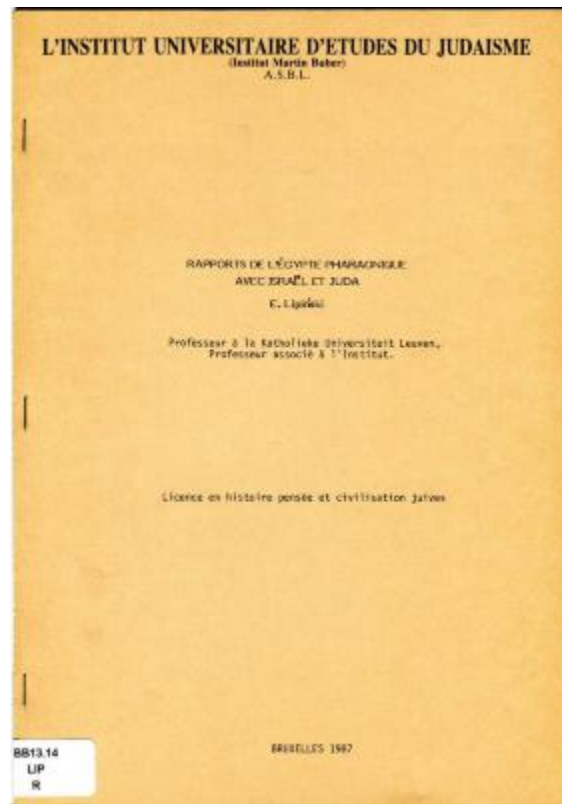 L'INSTITUT UNIVERSITAIRE D'ETUDES DU JUDAISME
(Institut Martin Buber)
A.S.B.L.
RAPPORTS DE L'ÉGYPTE PHARAONIQUE
AVEC ISRAËL ET JUDA
E. Lipiński
Professeur à la Katholieke Universiteit Leuven,
Professeur associé à l'Institut.
Licence en histoire pensée et civilisation juives
BRUXELLES 1987
BB13.14
LIP
R